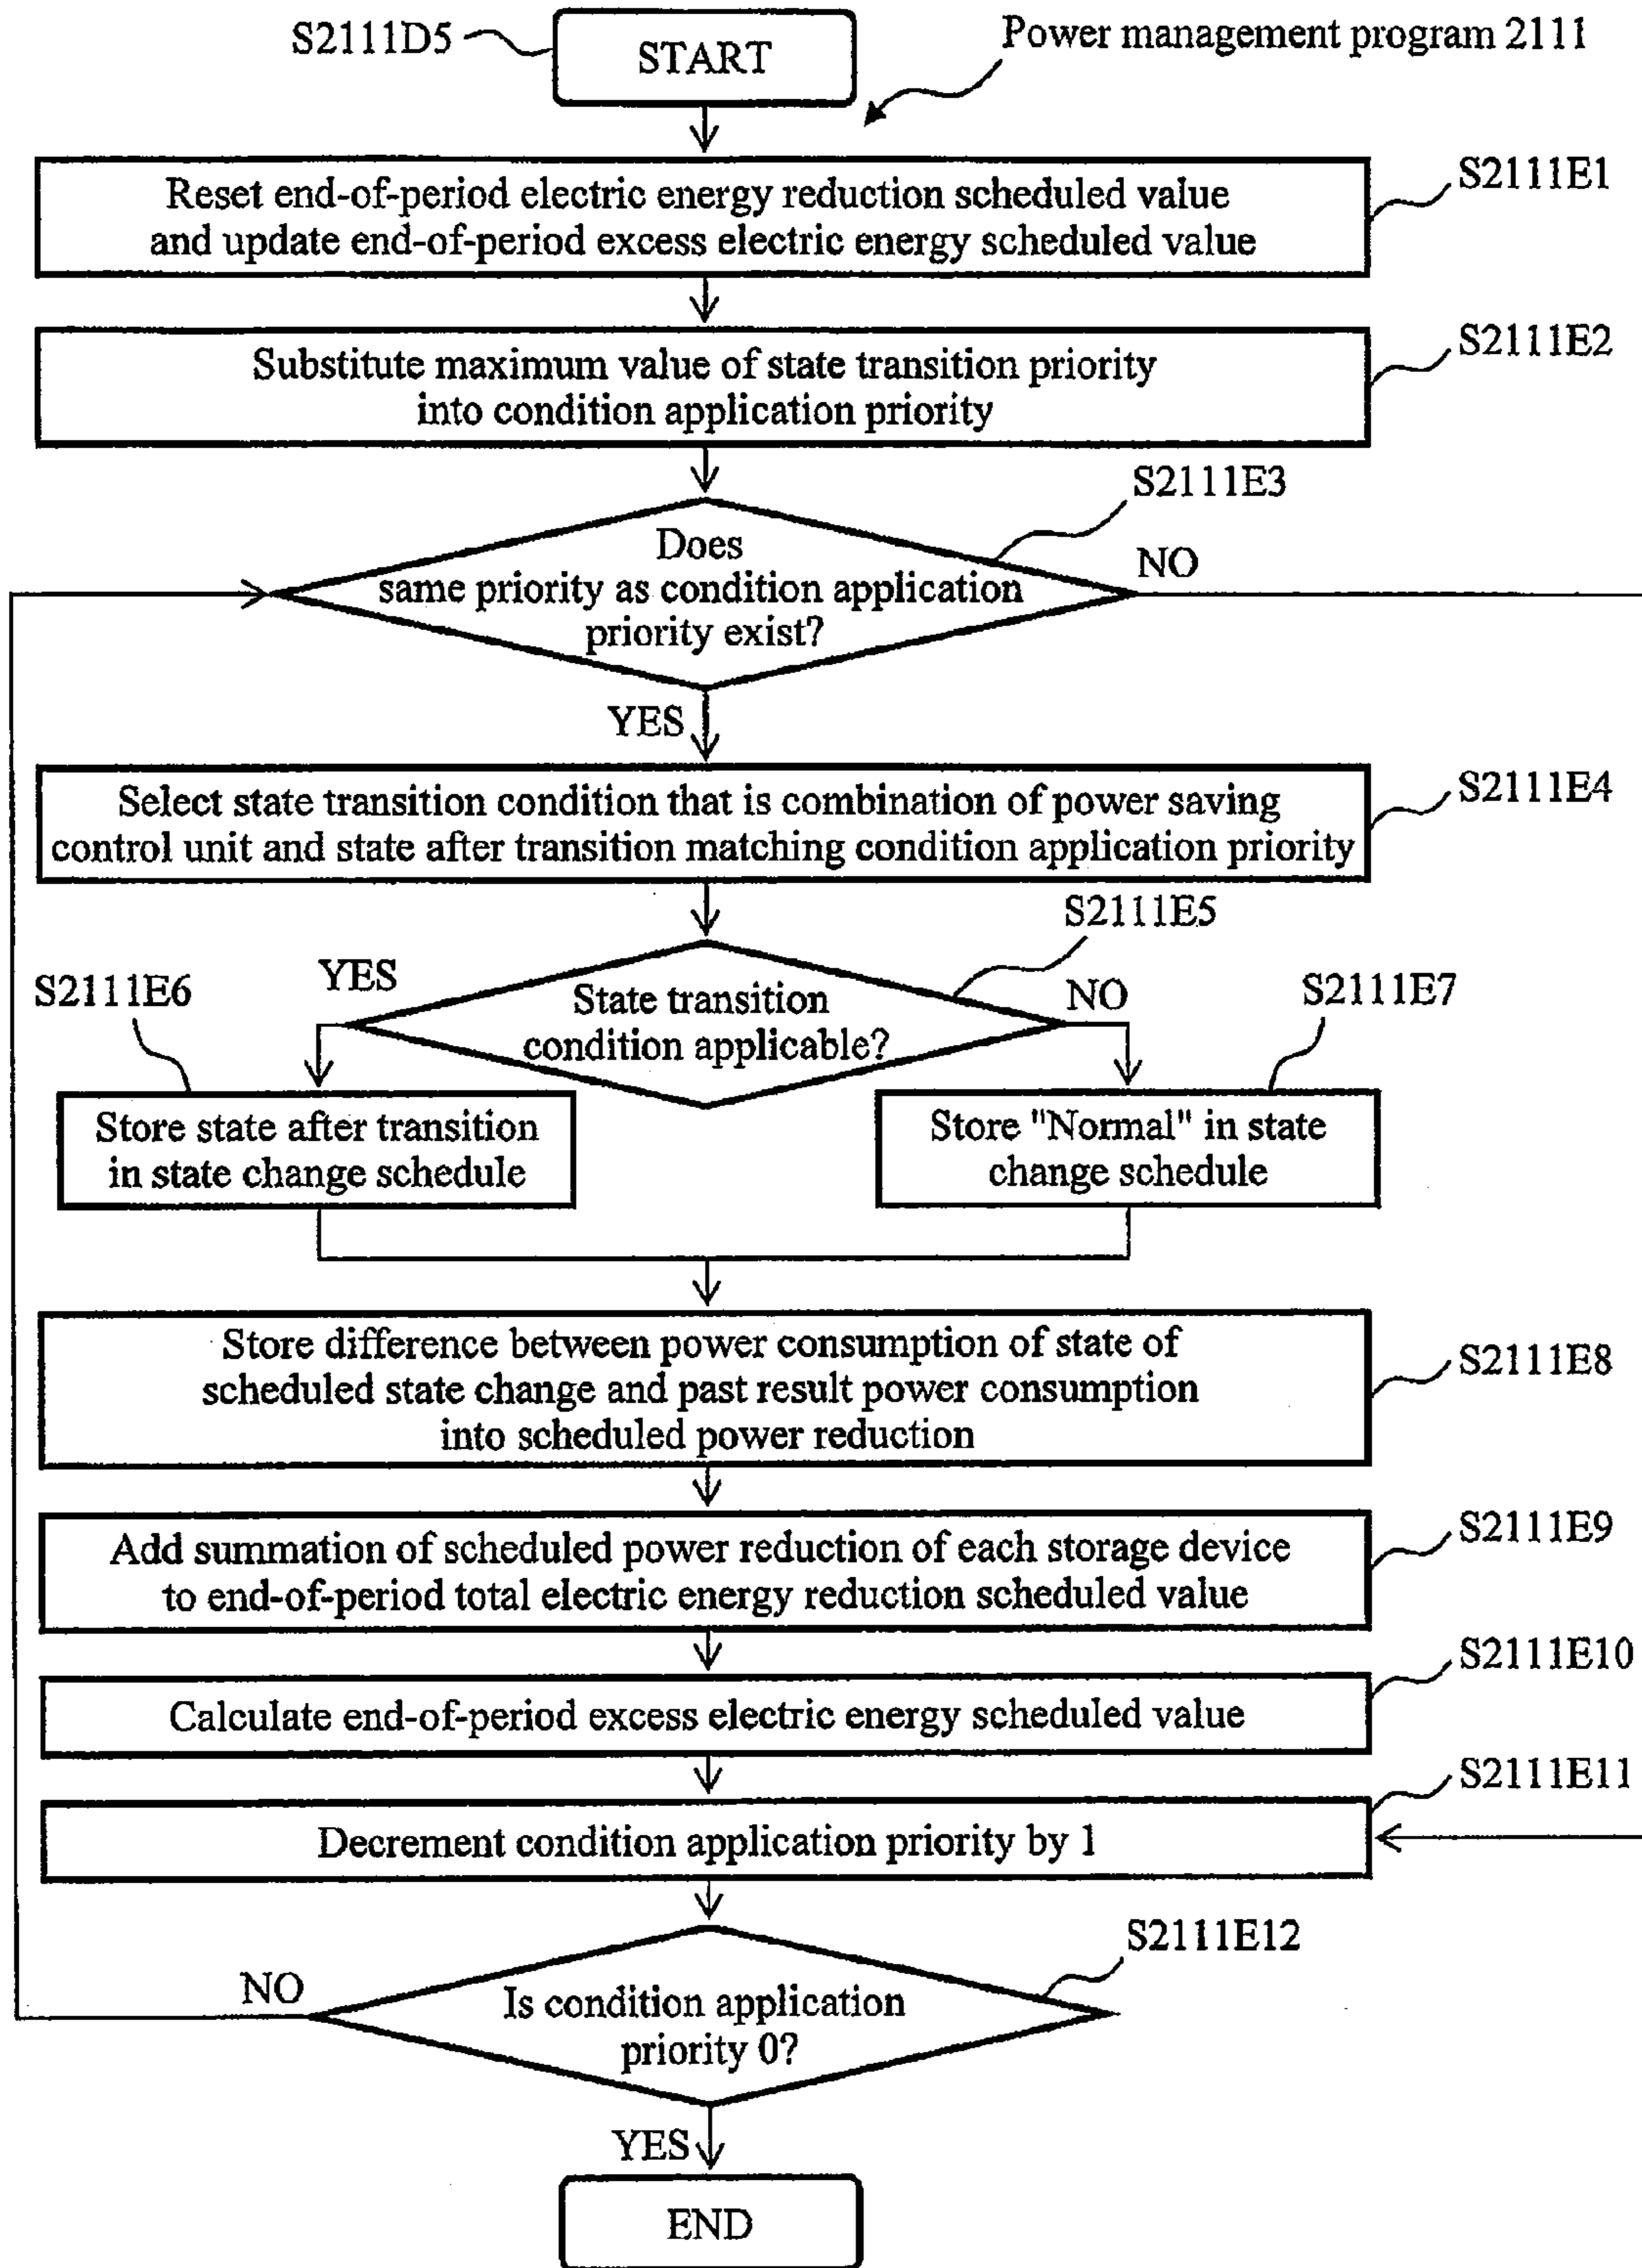 S2111D5
START
Power management program 2111
Reset end-of-period electric energy reduction scheduled value
and update end-of-period excess electric energy scheduled value
S2111E1
Substitute maximum value of state transition priority
into condition application priority
S2111E2
S2111E3
Does
same priority as condition application
priority exist?
NO
YES
Select state transition condition that is combination of power saving
control unit and state after transition matching condition application priority
S2111E4
S2111E5
YES
State transition
condition applicable?
NO
S2111E6
S2111E7
Store state after transition
in state change schedule
Store "Normal" in state
change schedule
Store difference between power consumption of state of
scheduled state change and past result power consumption
into scheduled power reduction
S2111E8
Add summation of scheduled power reduction of each storage device
to end-of-period total electric energy reduction scheduled value
S2111E9
S2111E10
Calculate end-of-period excess electric energy scheduled value
S2111E11
Decrement condition application priority by 1
S2111E12
NO
Is condition application
priority 0?
YES
END